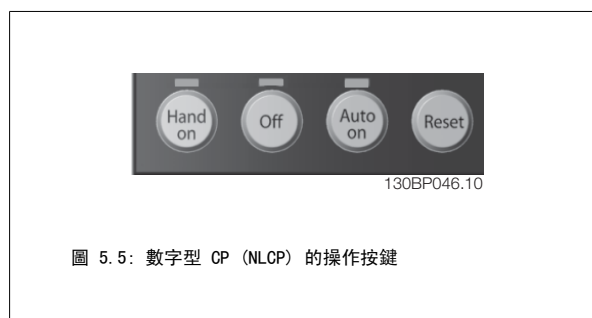 Hand on
Off
Auto on
Reset
130BP046.10
圖 5.5: 數字型 CP (NLCP) 的操作按鍵